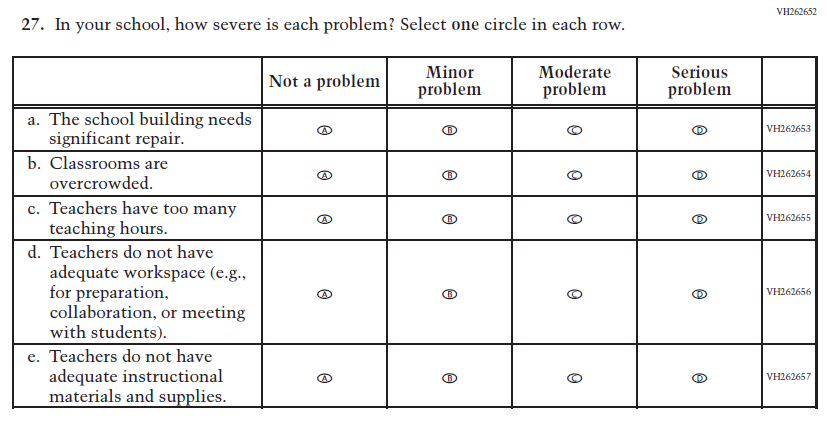 VH262652
27. In your school, how severe is each problem? Select one circle in each row.
Not a problem
Minor
problem
Moderate
problem
Serious
problem
a. The school building needs
significant repair.
A B C D VH262653
b. Classrooms are
overcrowded.
A B C D VH262654
c. Teachers have too many
teaching hours.
A B C D VH262655
d. Teachers do not have
adequate workspace (e.g.,
for preparation,
collaboration, or meeting
with students).
A B C D VH262656
e. Teachers do not have
adequate instructional
materials and supplies.
A B C D VH262657